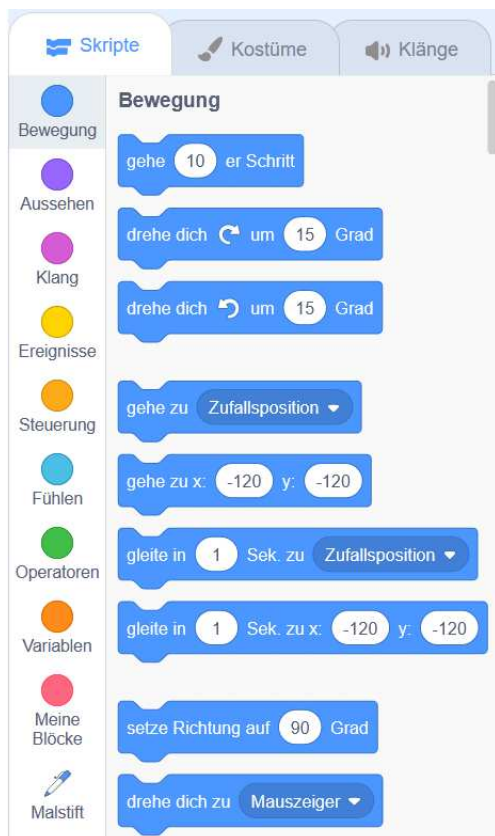 Skripte
Kostüme
Klänge
Bewegung
Aussehen
Klang
Ereignisse
Steuerung
Fühlen
Operatoren
Variablen
Meine
Blöcke
Malstift
Bewegung
gehe 10 er Schritt
drehe dich um 15 Grad
drehe dich um 15 Grad
gehe zu Zufallsposition
gehe zu x: -120 y: -120
gleite in 1 Sek. zu Zufallsposition
gleite in 1 Sek. zu x: -120 y: -120
setze Richtung auf 90 Grad
drehe dich zu Mauszeiger